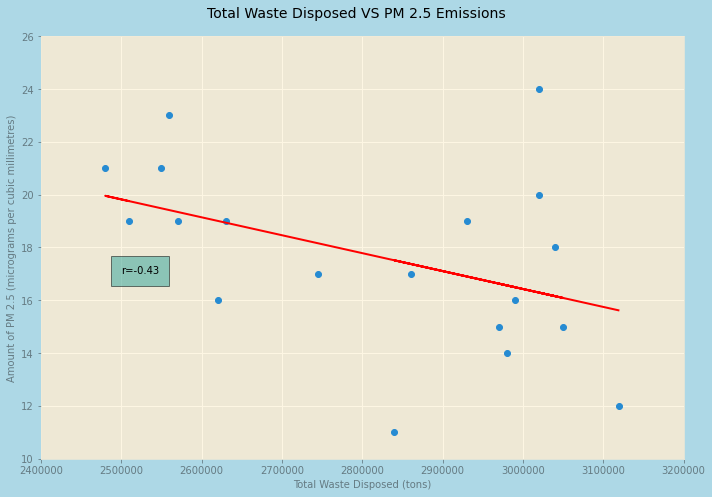 Total Waste Disposed VS PM 2.5 Emissions
Amount of PM 2.5 (micrograms per cubic millimetres)
26
24
22
20
18
16
14
12
10
r=-0.43
2400000 2500000 2600000 2700000 2800000 2900000 3000000 3100000 3200000
Total Waste Disposed (tons)